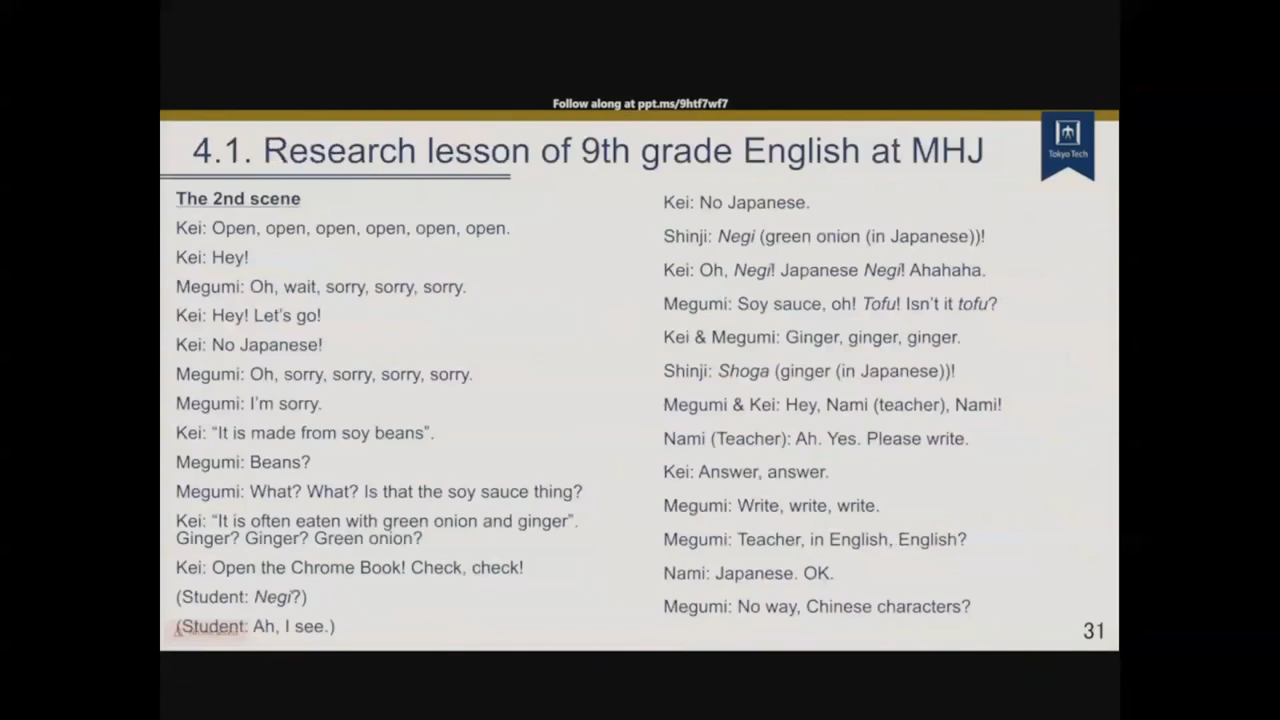 Follow along at ppt.ms/9htf7wf7
4.1. Research lesson of 9th grade English at MHJ
Tokyo Tech
The 2nd scene
Kei: Open, open, open, open, open, open.
Kei: Hey!
Megumi: Oh, wait, sorry, sorry, sorry.
Kei: Hey! Let's go!
Kei: No Japanese!
Megumi: Oh, sorry, sorry, sorry, sorry.
Megumi: I'm sorry.
Kei: “It is made from soy beans”.
Megumi: Beans?
Megumi: What? What? Is that the soy sauce thing?
Kei: “It is often eaten with green onion and ginger”.
Ginger? Ginger? Green onion?
Kei: Open the Chrome Book! Check, check!
(Student: Negi?)
(Student: Ah, I see.)
Kei: No Japanese.
Shinji: Negi (green onion (in Japanese))!
Kei: Oh, Negi! Japanese Negi! Ahahaha.
Megumi: Soy sauce, oh! Tofu! Isn't it tofu?
Kei & Megumi: Ginger, ginger, ginger.
Shinji: Shoga (ginger (in Japanese))!
Megumi & Kei: Hey, Nami (teacher), Nami!
Nami (Teacher): Ah. Yes. Please write.
Kei: Answer, answer.
Megumi: Write, write, write.
Megumi: Teacher, in English, English?
Nami: Japanese. OK.
Megumi: No way, Chinese characters?
31